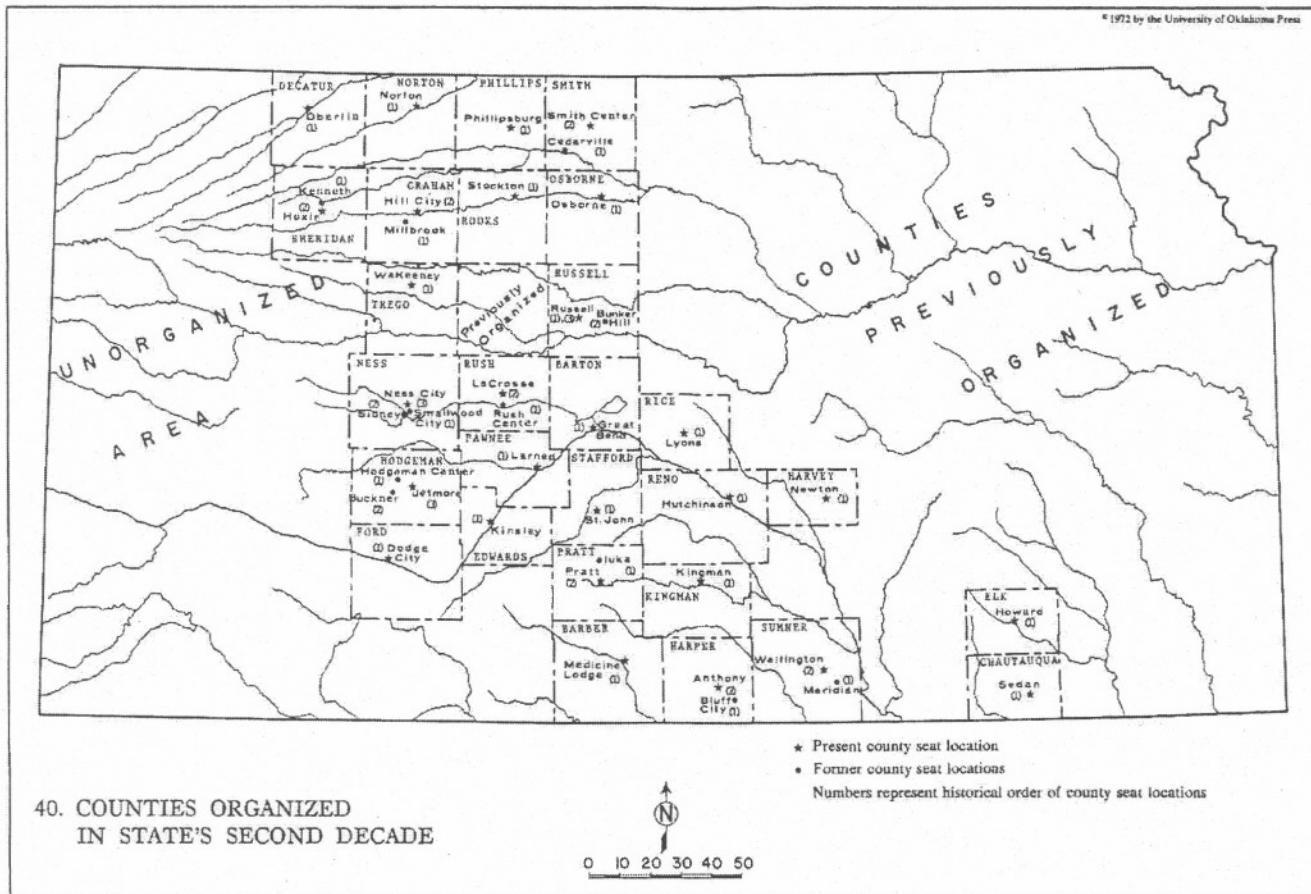 © 1972 by the University of Oklahoma Press
DECATUR
Oberlin
(1)
NORTON
Norton
(1)
PHILLIPS
Phillipsburg
(1)
SMITH
Smith Center
(2)
Cedarville
(1)
(1)
Kenneth
(2)
Hoxie
SHERIDAN
GRAHAM
Hill City (2)
Millbrook
(1)
Stockton (1)
ROOKS
OSBORNE
Osborne
(1)
WaKeeney
(1)
TREGO
Previously
Organized
RUSSELL
Russell
(1),(3)
Bunker
(2) Hill
UNORGANIZED
AREA
COUNTIES
PREVIOUSLY
ORGANIZED
NESS
Ness City
(2) (3)
Sidney
Smallwood
City (1)
RUSH
LaCrosse
(2)
Rush (1)
Center
BARTON
(1) Great
Bend
RICE
(1)
Lyons
PAWNEE
(1) Larned
HODGEMAN
Hodgeman Center
(1)
Buckner
(2)
Jetmore
(3)
STAFFORD
(1)
St. John
RENO
Hutchinson
(1)
HARVEY
Newton
(1)
FORD
(1) Dodge
City
Kinsley
EDWARDS
PRATT
Iuka
(1)
Pratt
(2)
Kingman
(1)
KINGMAN
BARBER
Medicine
Lodge
(1)
HARPER
Anthony
(2)
Bluff
City (1)
SUMNER
Wellington
(2)
(1)
Meridian
ELK
Howard
(1)
CHAUTAUQUA
Sedan
(1)
★ Present county seat location
• Former county seat locations
Numbers represent historical order of county seat locations
40. COUNTIES ORGANIZED
IN STATE'S SECOND DECADE
N
0 10 20 30 40 50